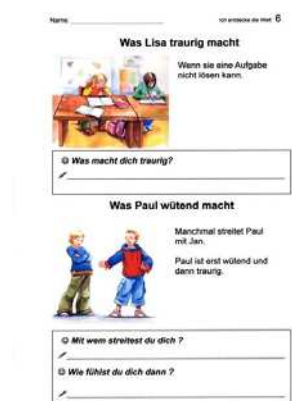 Name: Ich entdecke die Welt 6
Was Lisa traurig macht
Wenn sie eine Aufgabe
nicht lösen kann.
Was macht dich traurig?
Was Paul wütend macht
Manchmal streitet Paul
mit Jan.
Paul ist erst wütend und
dann traurig.
Mit wem streitest du dich ?
Wie fühlst du dich dann ?